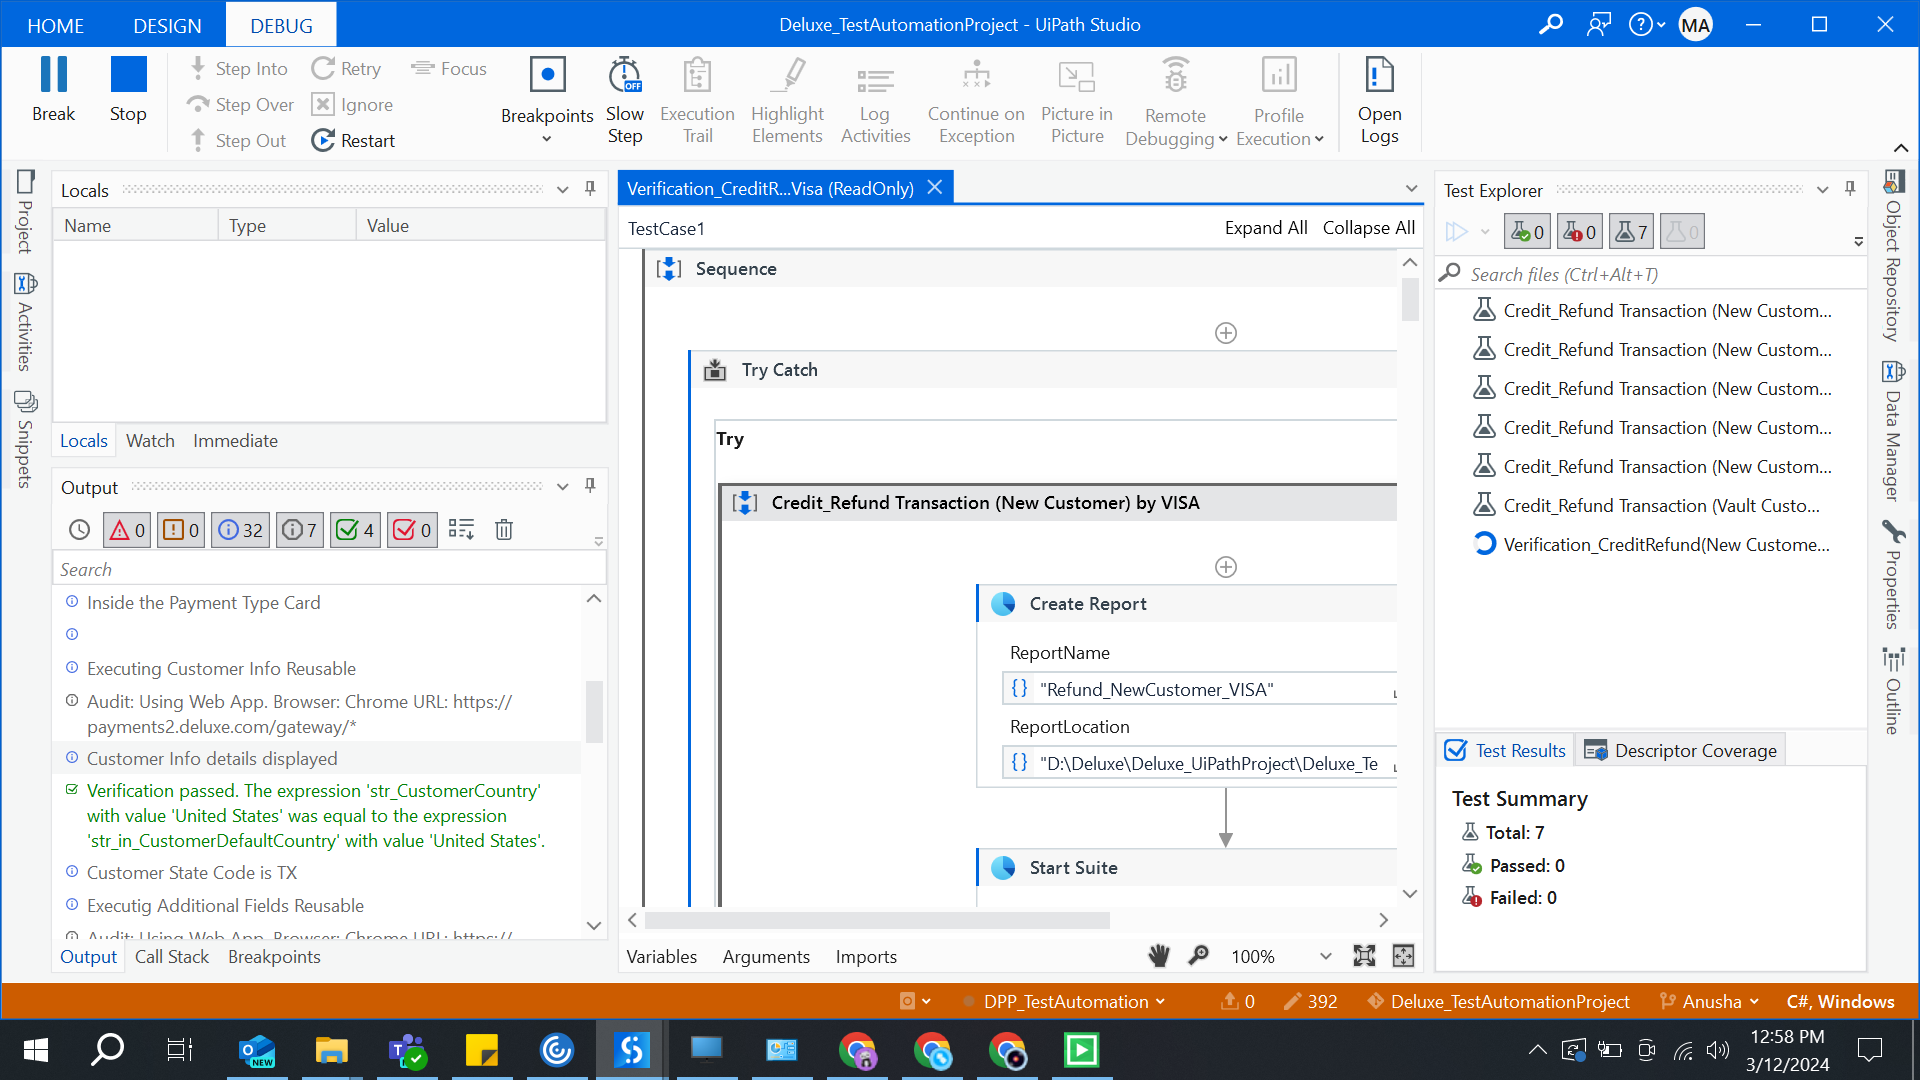 HOME DESIGN DEBUG Deluxe_TestAutomationProject - UiPath Studio MA
Break
Stop
Step Into
Step Over
Step Out
Retry
Ignore
Restart
Focus
Breakpoints
Slow Step
OFF
Execution Trail
Highlight Elements
Log Activities
Continue on Exception
Picture in Picture
Remote Debugging
Profile Execution
Open Logs
Project
Activities
Snippets
Locals
Name Type Value
Locals Watch Immediate
Output
0 0 32 7 4 0
Search
Inside the Payment Type Card
Executing Customer Info Reusable
Audit: Using Web App. Browser: Chrome URL: https://
payments2.deluxe.com/gateway/*
Customer Info details displayed
Verification passed. The expression 'str_CustomerCountry'
with value 'United States' was equal to the expression
'str_in_CustomerDefaultCountry' with value 'United States'.
Customer State Code is TX
Executig Additional Fields Reusable
Audit: Using Web App. Browser: Chrome URL: https://
Output Call Stack Breakpoints
Verification_CreditR...Visa (ReadOnly)
TestCase1 Expand All Collapse All
Sequence
Try Catch
Try
Credit_Refund Transaction (New Customer) by VISA
Create Report
ReportName
"Refund_NewCustomer_VISA"
ReportLocation
"D:\Deluxe\Deluxe_UiPathProject\Deluxe_Te
Start Suite
Variables Arguments Imports 100%
Test Explorer
0 0 7 0
Search files (Ctrl+Alt+T)
Credit_Refund Transaction (New Custom...
Credit_Refund Transaction (New Custom...
Credit_Refund Transaction (New Custom...
Credit_Refund Transaction (New Custom...
Credit_Refund Transaction (New Custom...
Credit_Refund Transaction (Vault Custo...
Verification_CreditRefund(New Custome...
Test Results Descriptor Coverage
Test Summary
Total: 7
Passed: 0
Failed: 0
Object Repository
Data Manager
Properties
Outline
DPP_TestAutomation 0 392 Deluxe_TestAutomationProject Anusha C#, Windows
NEW
12:58 PM
3/12/2024